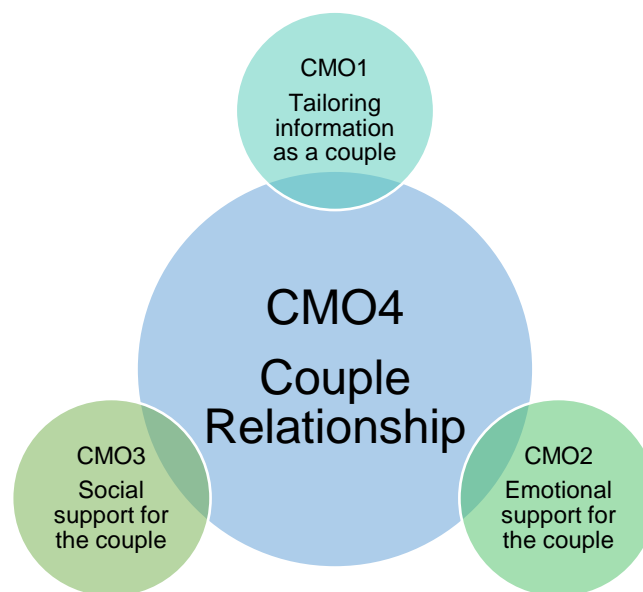 CMO1
Tailoring
information
as a couple
CMO4
Couple
Relationship
CMO3
Social
support for
the couple
CMO2
Emotional
support for
the couple